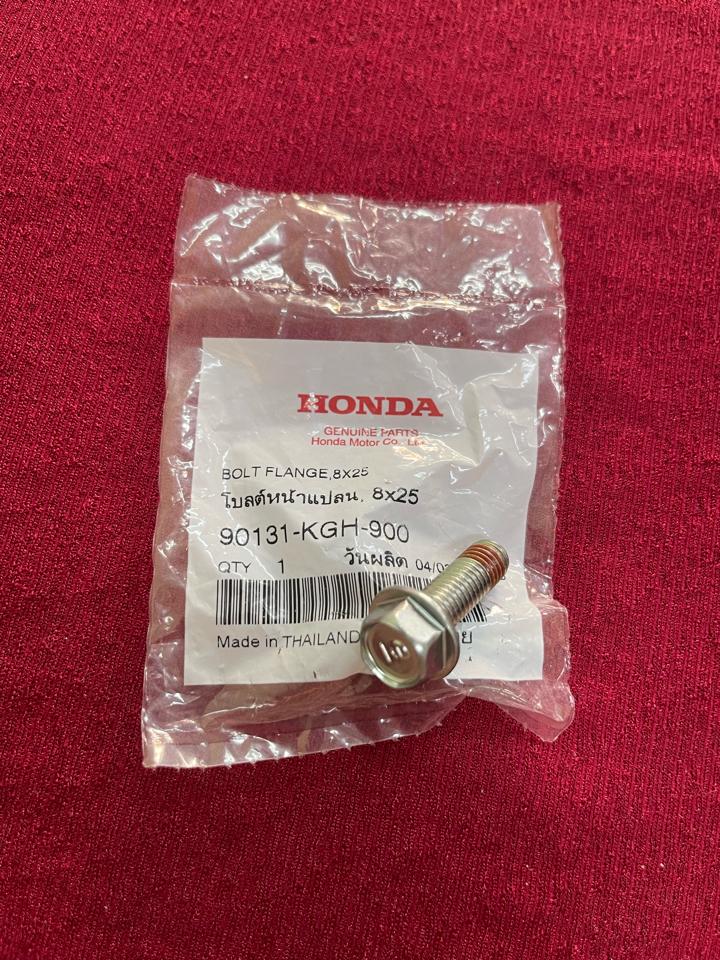 HONDA
GENUINE PARTS
Honda Motor Co., Ltd.
BOLT FLANGE,8X25
โบลต์หน้าแปลน, 8x25
90131-KGH-900
QTY 1 วันผลิต
Made in THAILAND